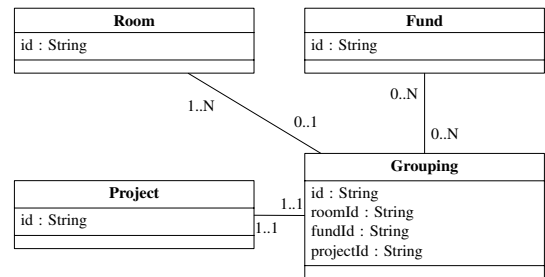 Room
id : String
Fund
id : String
1..N
0..1
0..N
0..N
Project
id : String
1..1
1..1
Grouping
id : String
roomId : String
fundId : String
projectId : String